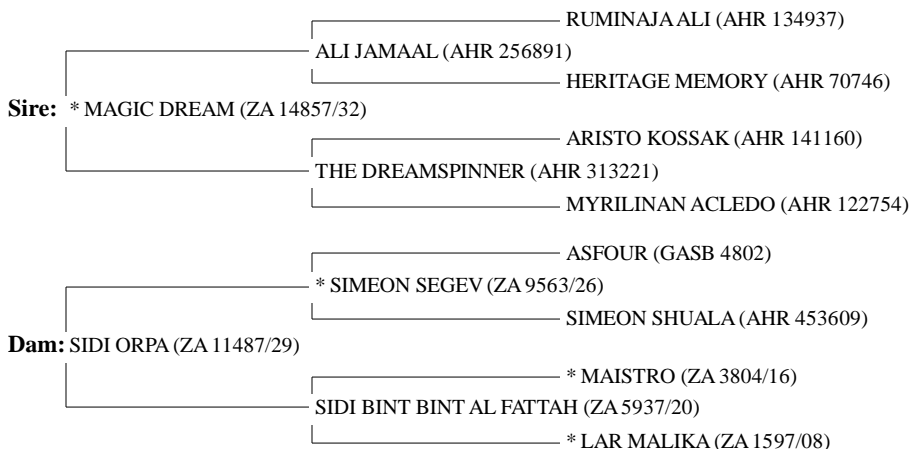 RUMINAJA ALI (AHR 134937)
ALI JAMAAL (AHR 256891)
HERITAGE MEMORY (AHR 70746)
Sire: * MAGIC DREAM (ZA 14857/32)
ARISTO KOSSAK (AHR 141160)
THE DREAMSPINNER (AHR 313221)
MYRILINAN ACLEDO (AHR 122754)
ASFOUR (GASB 4802)
* SIMEON SEGEV (ZA 9563/26)
SIMEON SHUALA (AHR 453609)
Dam: SIDI ORPA (ZA 11487/29)
* MAISTRO (ZA 3804/16)
SIDI BINT BINT AL FATTAH (ZA 5937/20)
* LAR MALIKA (ZA 1597/08)